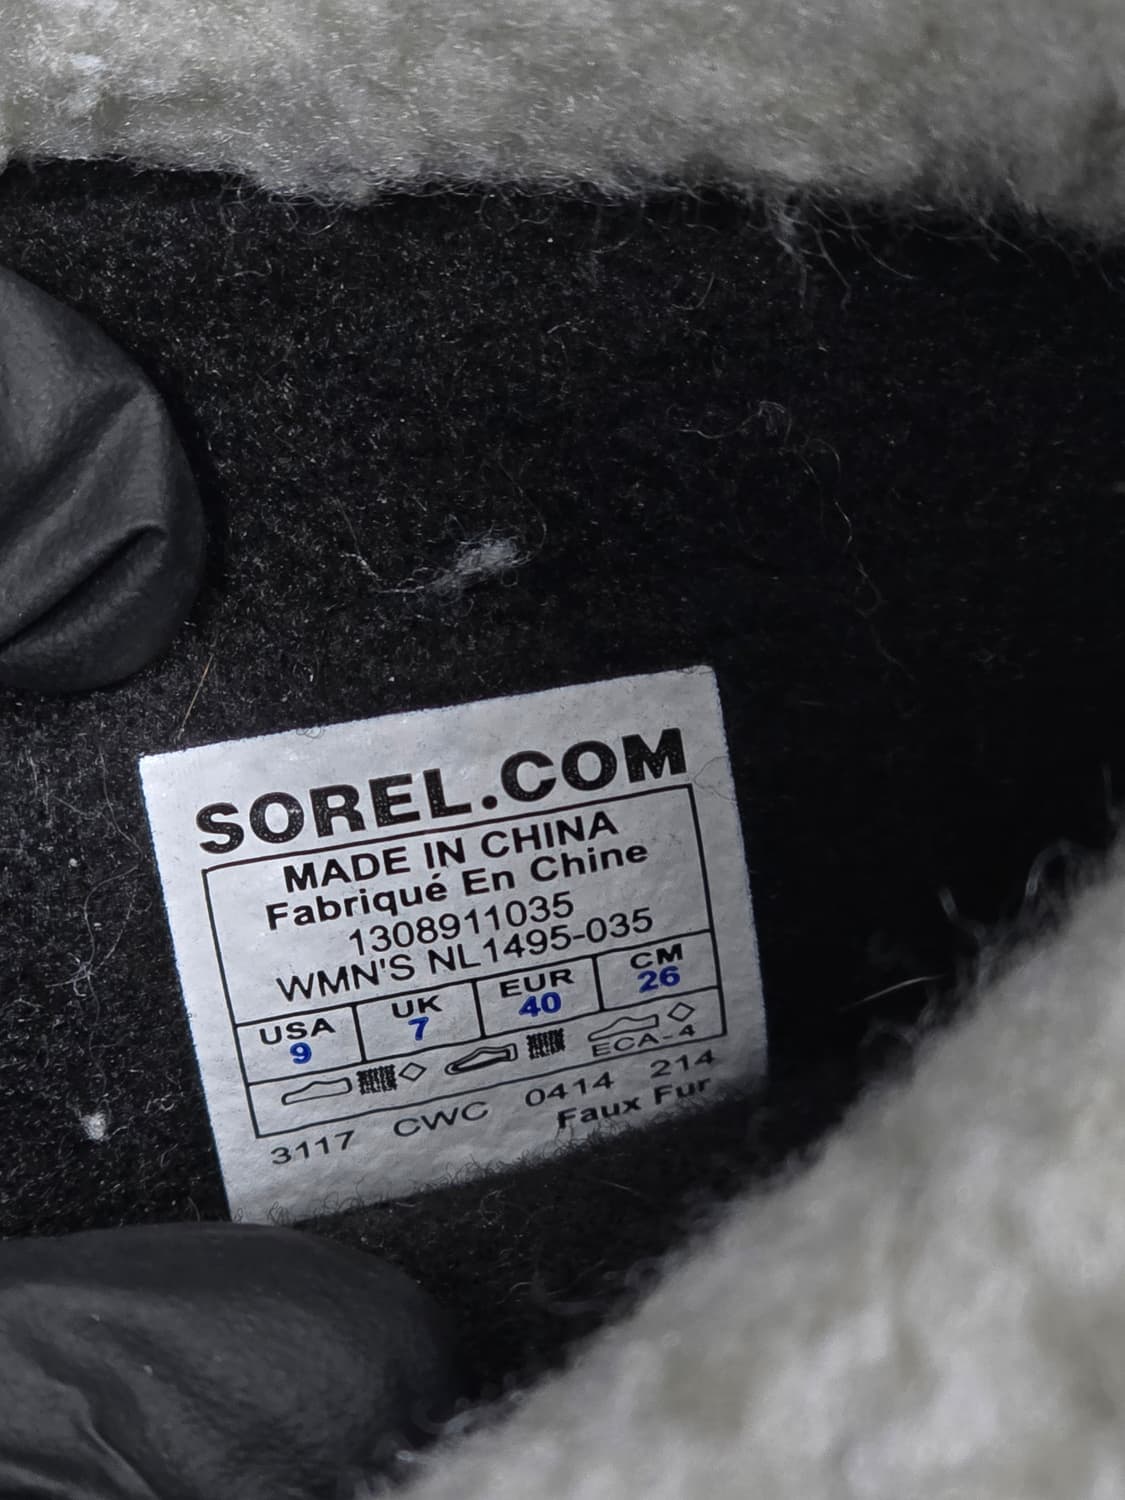 SOREL.COM
MADE IN CHINA
Fabriqué En Chine
1308911035
WMN'S NL1495-035
USA UK EUR CM
9 7 40 26
ECA-4
3117 CWC 0414 214
Faux Fur